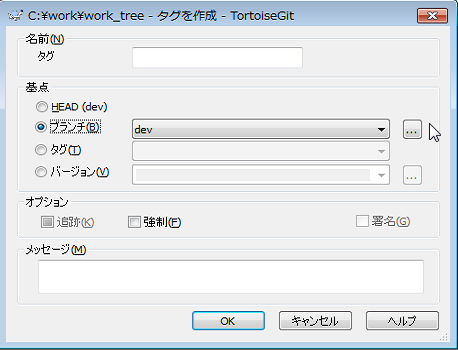 C:¥work¥work_tree - タグを作成 - TortoiseGit
名前(N)
タグ
基点
HEAD (dev)
ブランチ(B)
dev
...
タグ(T)
バージョン(V)
...
オプション
追跡(K)
強制(F)
署名(G)
メッセージ(M)
OK
キャンセル
ヘルプ